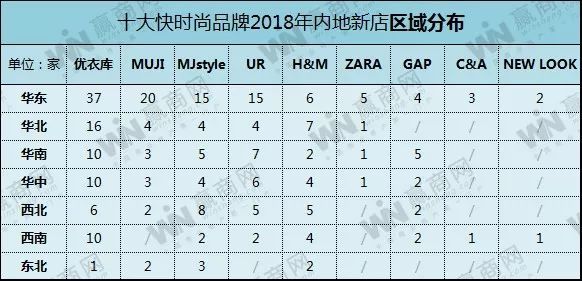 十大快时尚品牌2018年内地新店区域分布
单位：家 优衣库 MUJI MJstyle UR H&M ZARA GAP C&A NEW LOOK
华东 37 20 15 15 6 5 4 3 2
华北 16 4 4 4 7 1 / / /
华南 10 3 5 7 2 1 5 / /
华中 10 3 4 6 4 1 2 / /
西北 6 2 8 5 5 / 2 / /
西南 10 / 2 2 4 / 2 1 1
东北 1 2 3 / 2 / / / /
赢商网